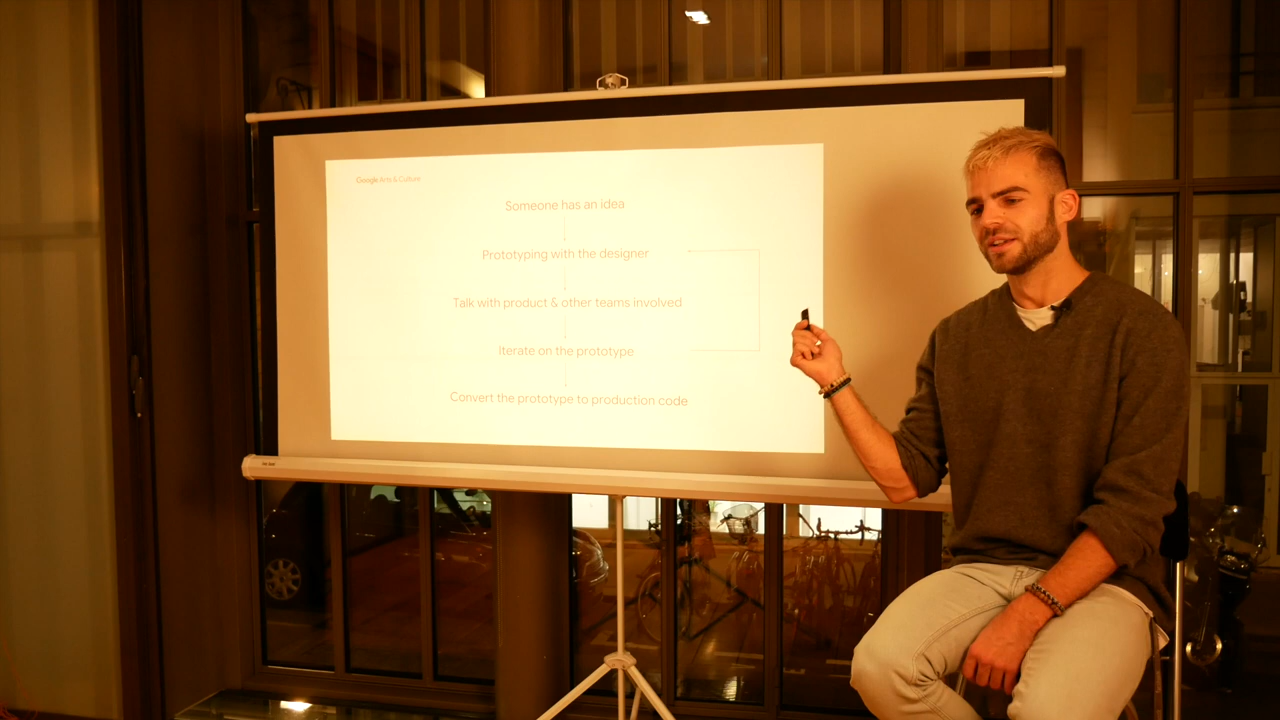 Google Arts & Culture
Someone has an idea
Prototyping with the designer
Talk with product & other teams involved
Iterate on the prototype
Convert the prototype to production code